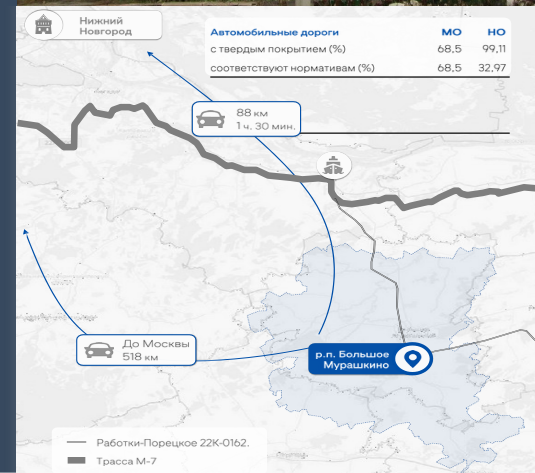 Нижний
Новгород
Автомобильные дороги МО НО
с твердым покрытием (%) 68,5 99,11
соответствуют нормативам (%) 68,5 32,97
88 км
1 ч. 30 мин.
До Москвы
518 км
р.п. Большое
Мурашкино
Работки-Порецкое 22К-0162.
Трасса М-7